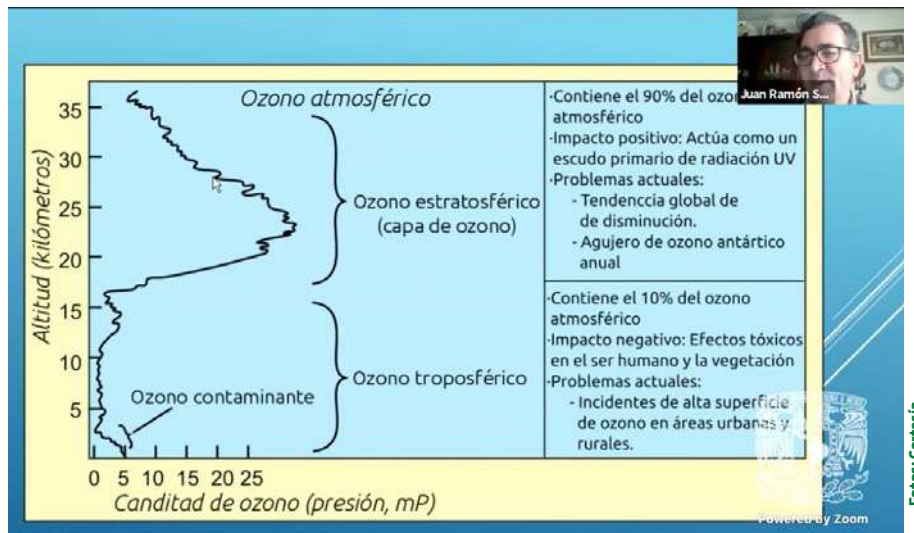 Juan Ramón S...
Ozono atmosférico
35
30
25
20
15
10
5
Altitud (kilómetros)
Ozono estratosférico
(capa de ozono)
Ozono troposférico
Ozono contaminante
0 5 10 15 20 25
Canditad de ozono (presión, mP)
·Contiene el 90% del
atmosférico
·Impacto positivo: Actúa como un
escudo primario de radiación UV
·Problemas actuales:
- Tendenccia global de
de disminución.
- Agujero de ozono antártico
anual
·Contiene el 10% del ozono
atmosférico
·Impacto negativo: Efectos tóxicos
en el ser humano y la vegetación
·Problemas actuales:
- Incidentes de alta superficie
de ozono en áreas urbanas y
rurales.
Powered by Zoom